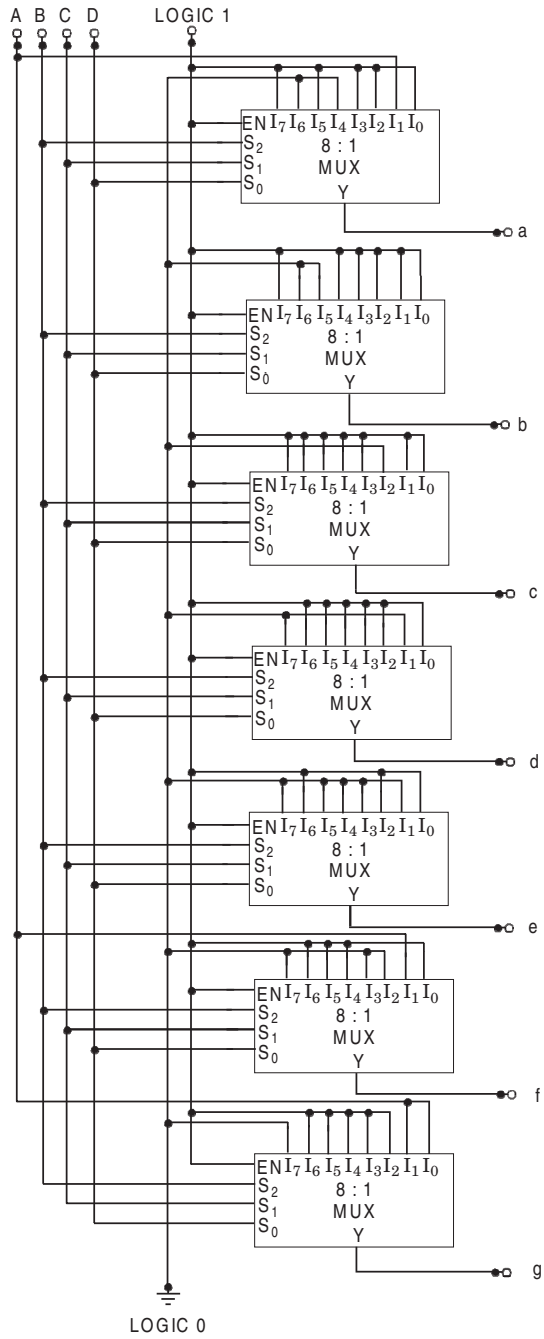 A B C D LOGIC 1
EN I₇ I₆ I₅ I₄ I₃ I₂ I₁ I₀
S₂ 8 : 1
S₁ MUX
S₀ Y
a
EN I₇ I₆ I₅ I₄ I₃ I₂ I₁ I₀
S₂ 8 : 1
S₁ MUX
S₀ Y
b
EN I₇ I₆ I₅ I₄ I₃ I₂ I₁ I₀
S₂ 8 : 1
S₁ MUX
S₀ Y
c
EN I₇ I₆ I₅ I₄ I₃ I₂ I₁ I₀
S₂ 8 : 1
S₁ MUX
S₀ Y
d
EN I₇ I₆ I₅ I₄ I₃ I₂ I₁ I₀
S₂ 8 : 1
S₁ MUX
S₀ Y
e
EN I₇ I₆ I₅ I₄ I₃ I₂ I₁ I₀
S₂ 8 : 1
S₁ MUX
S₀ Y
f
EN I₇ I₆ I₅ I₄ I₃ I₂ I₁ I₀
S₂ 8 : 1
S₁ MUX
S₀ Y
g
LOGIC 0